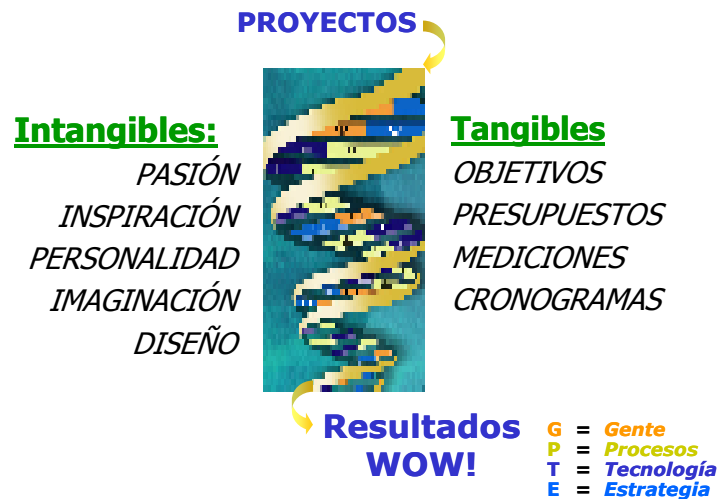 PROYECTOS
Intangibles:
PASIÓN
INSPIRACIÓN
PERSONALIDAD
IMAGINACIÓN
DISEÑO
Tangibles
OBJETIVOS
PRESUPUESTOS
MEDICIONES
CRONOGRAMAS
Resultados
WOW!
G = Gente
P = Procesos
T = Tecnología
E = Estrategia